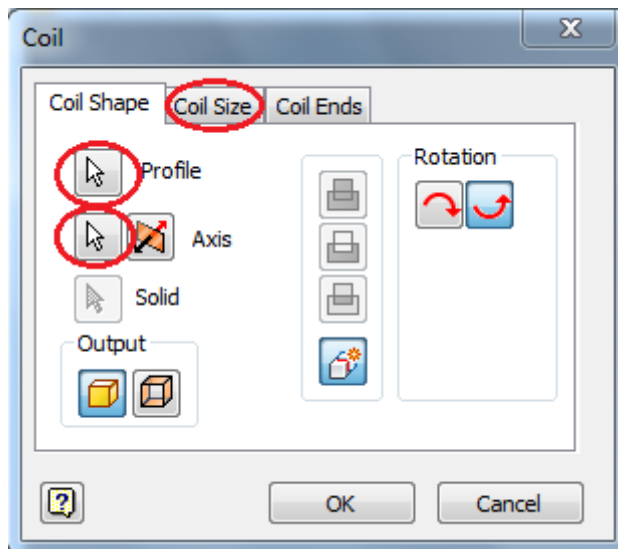 Coil
Coil Shape Coil Size Coil Ends
Profile
Axis
Solid
Output
Rotation
OK Cancel